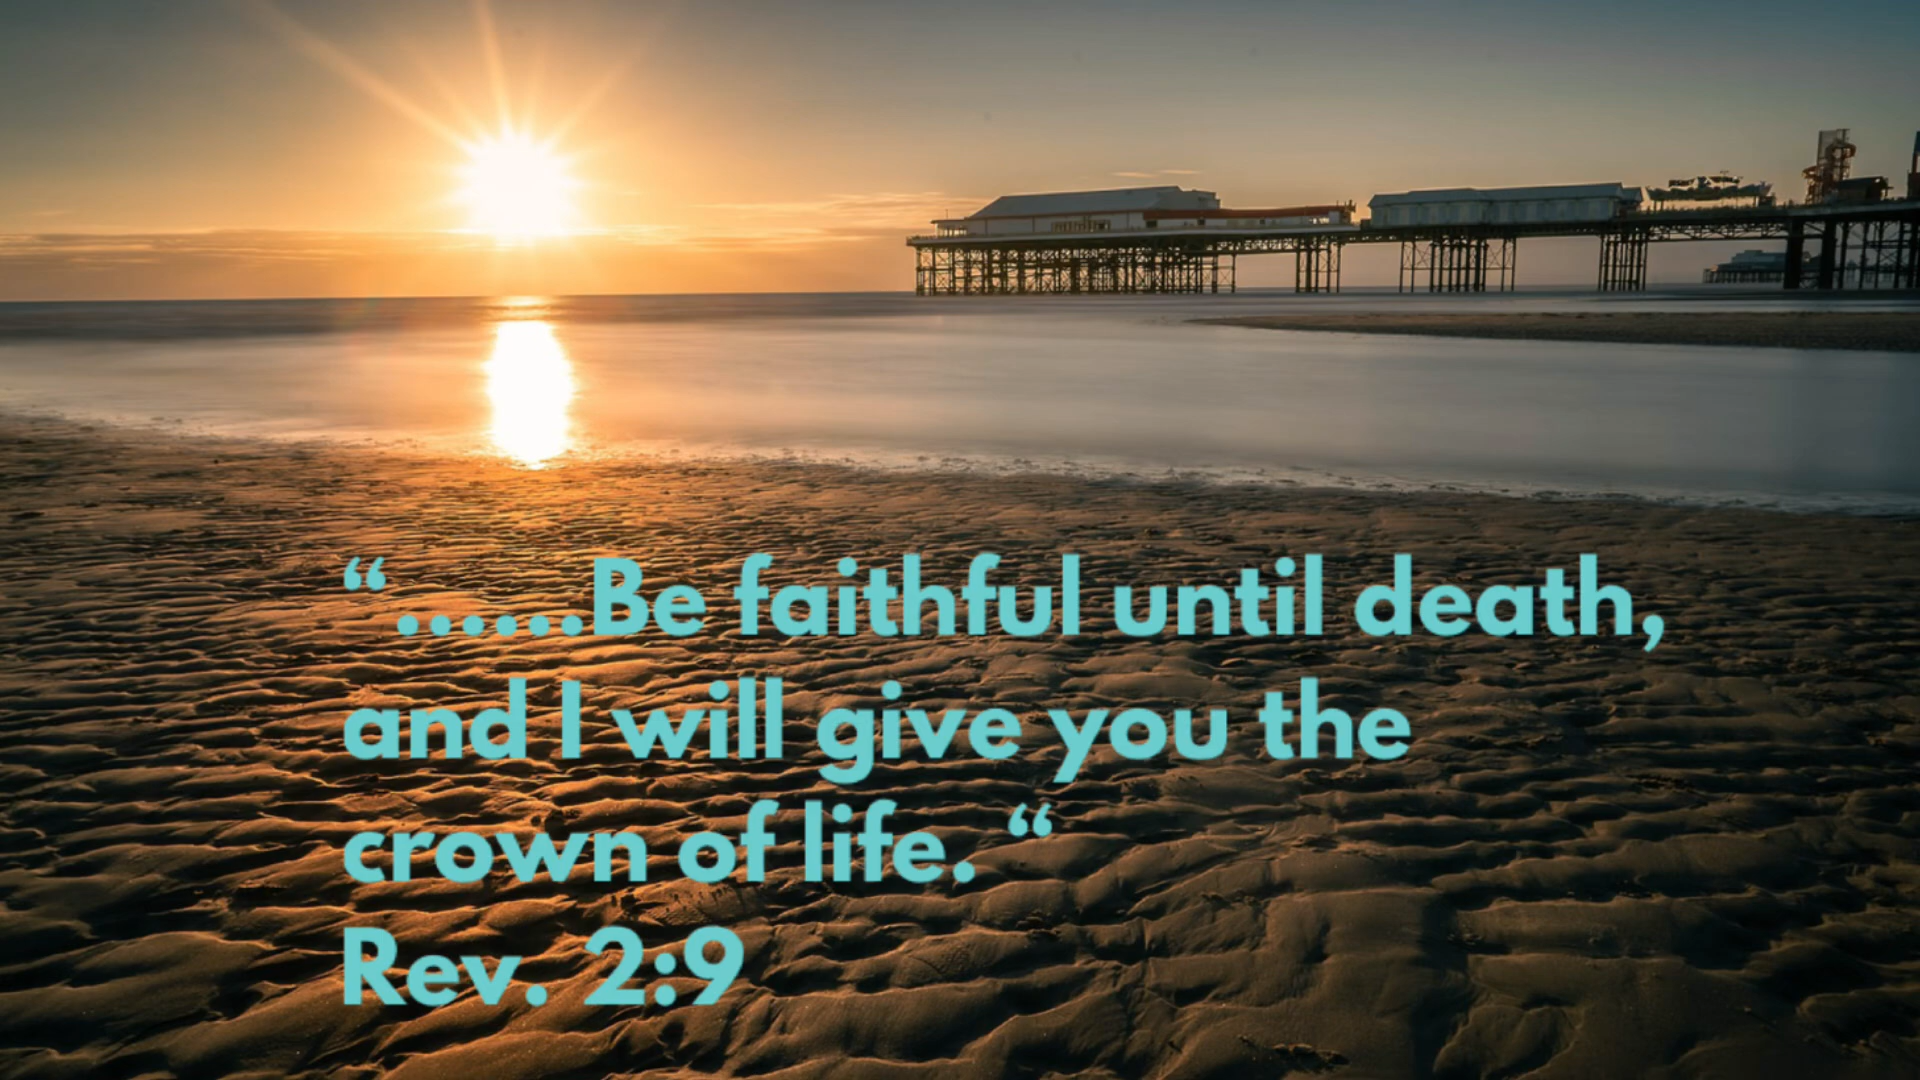 “......Be faithful until death,
and I will give you the
crown of life. “
Rev. 2:9